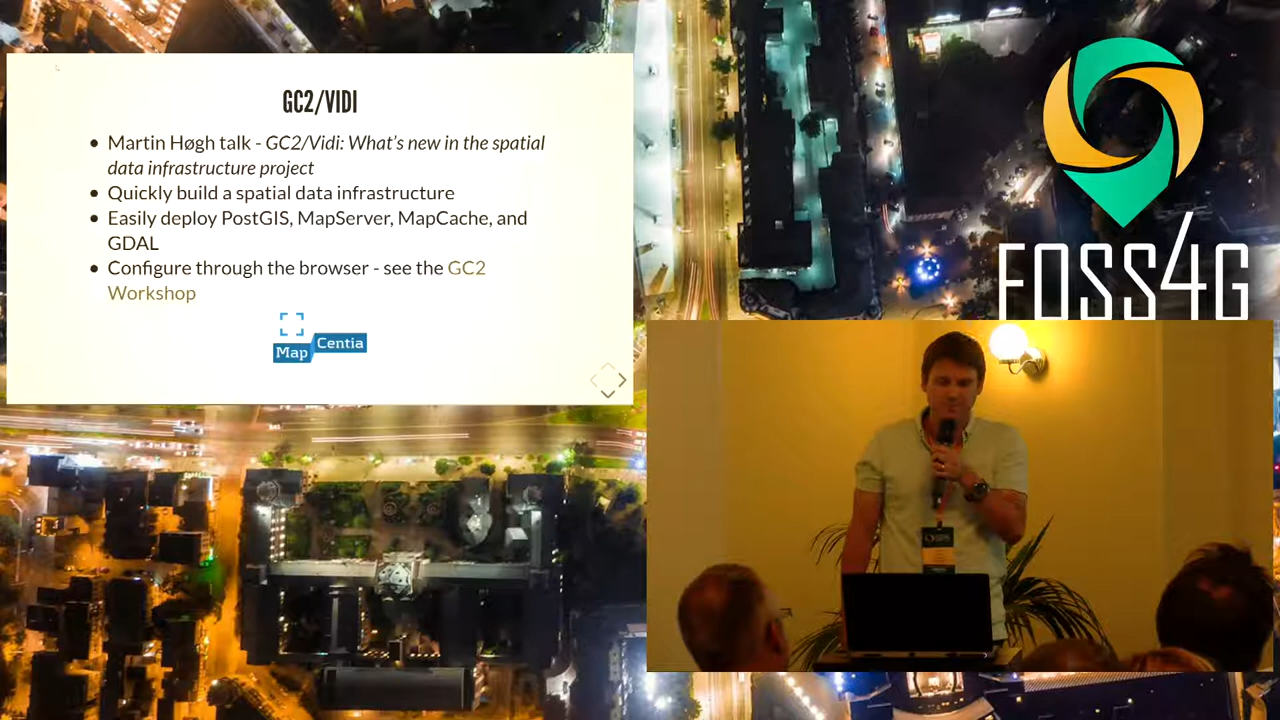 GC2/VIDI
• Martin Høgh talk - GC2/Vidi: What's new in the spatial
data infrastructure project
• Quickly build a spatial data infrastructure
• Easily deploy PostGIS, MapServer, MapCache, and
GDAL
• Configure through the browser - see the GC2
Workshop
Map Centia
FOSS4G